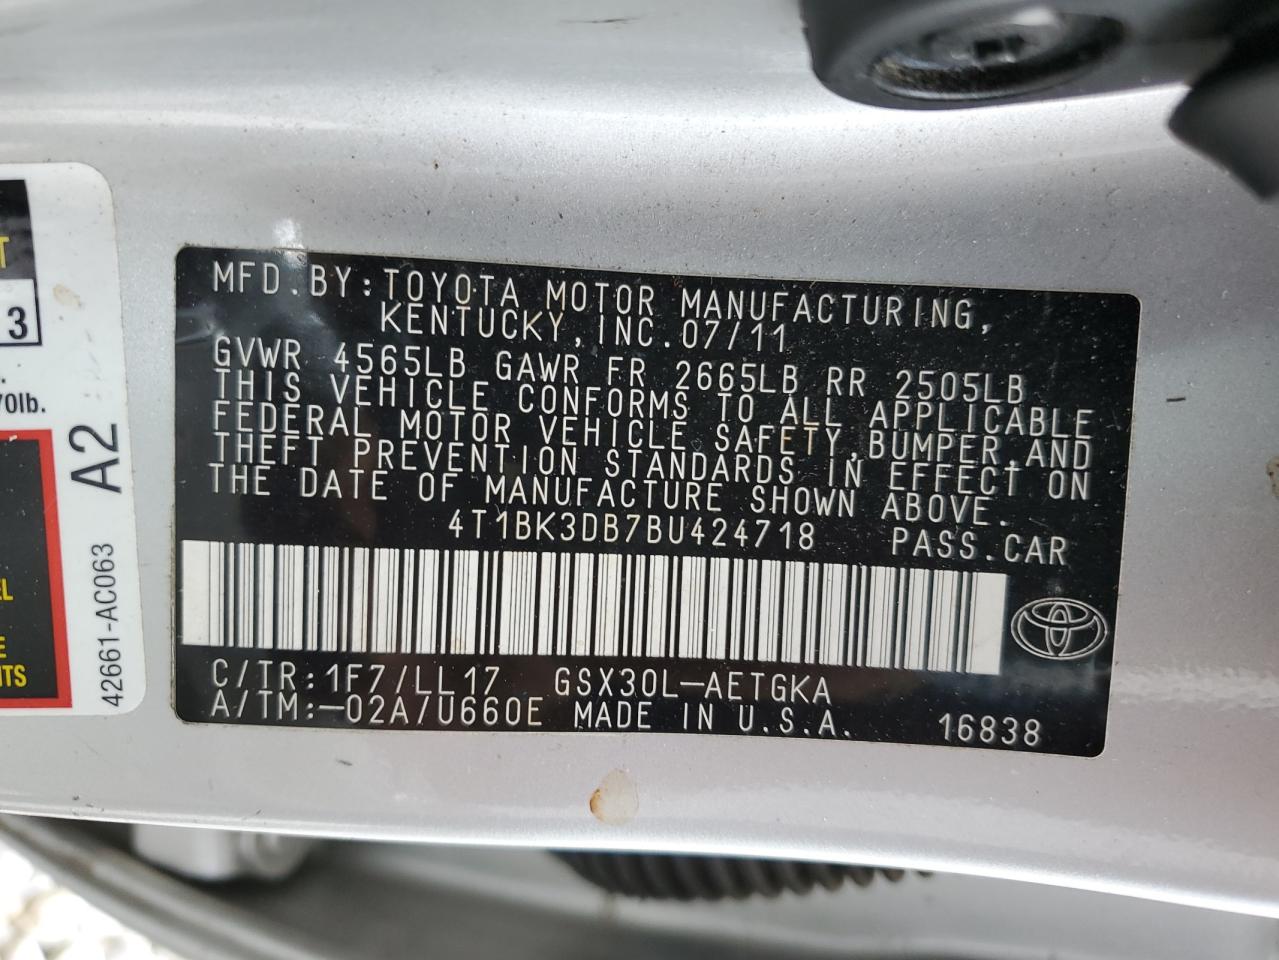 MFD.BY:TOYOTA MOTOR MANUFACTURING,
KENTUCKY,INC.07/11
GVWR 4565LB GAWR FR 2665LB RR 2505LB
THIS VEHICLE CONFORMS TO ALL APPLICABLE
FEDERAL MOTOR VEHICLE SAFETY,BUMPER,AND
THEFT PREVENTION STANDARDS IN EFFECT ON
THE DATE OF MANUFACTURE SHOWN ABOVE.
4T1BK3DB7BU424718 PASS.CAR
C/TR:1F7/LL17 GSX30L-AETGKA
A/TM:-02A/U660E MADE IN U.S.A. 16838
3
70lb.
A2
42661-AC063